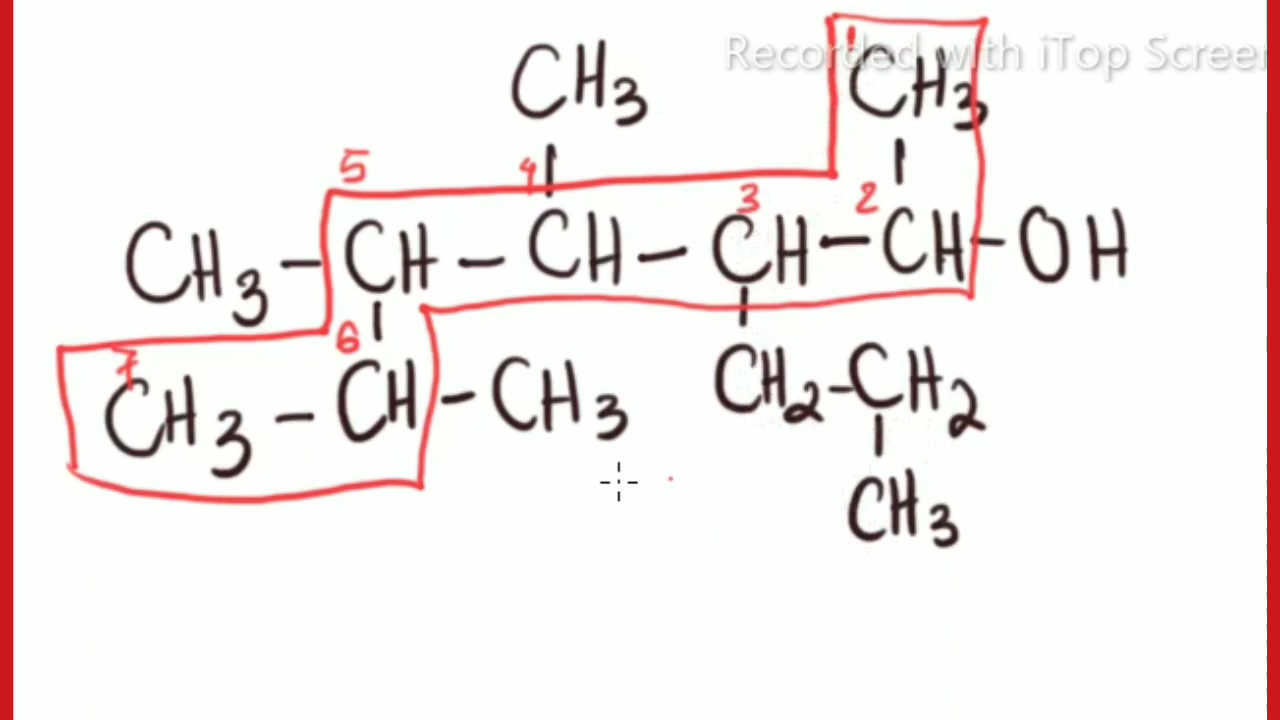 Recorded with iTop Screen
CH3 1 CH3
5 4 3 2
CH3 - CH - CH - CH - CH - OH
7 6
CH3 - CH - CH3 CH2 - CH2
CH3